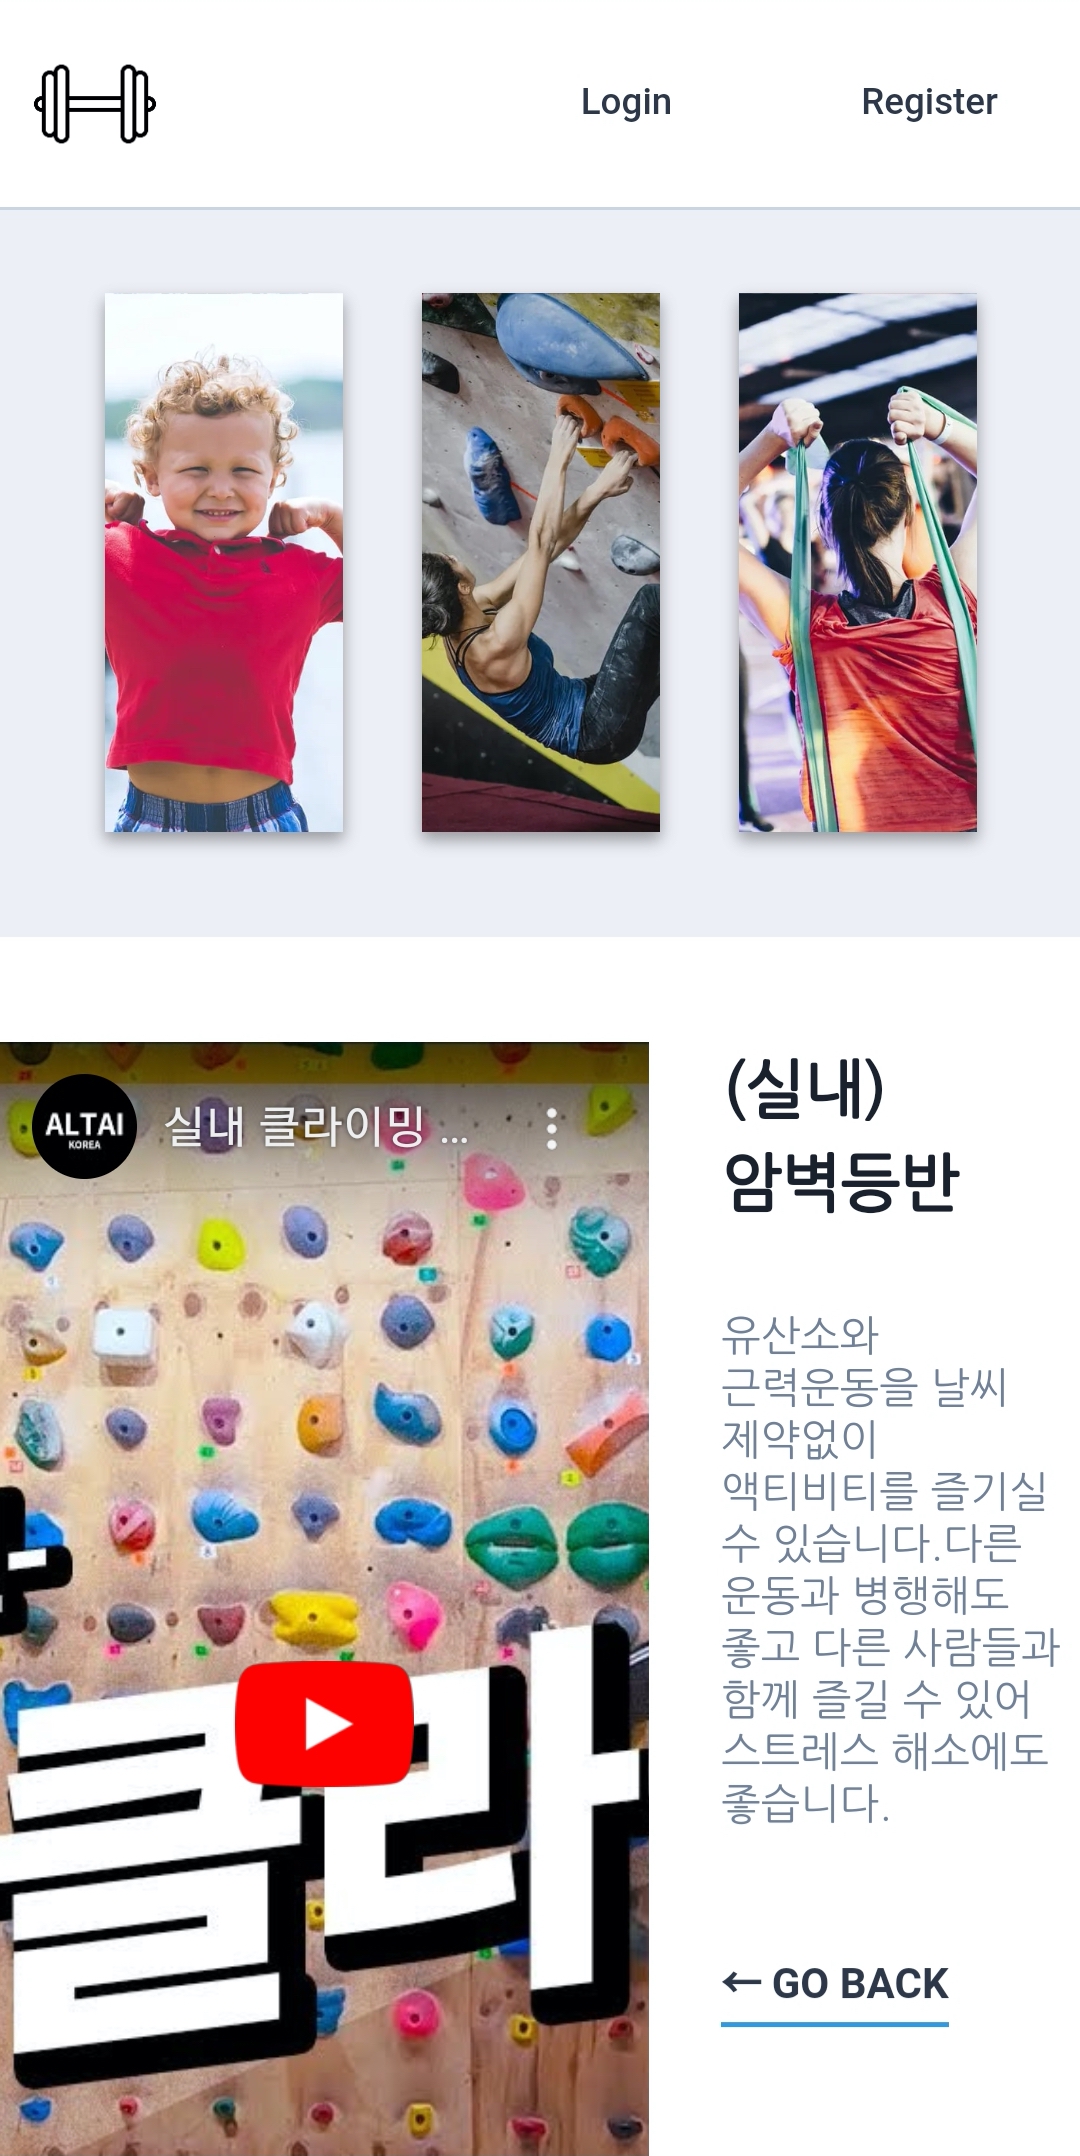 Login
Register
ALTAI
KOREA
실내 클라이밍 ...
클라
(실내)
암벽등반
유산소와
근력운동을 날씨
제약없이
액티비티를 즐기실
수 있습니다.다른
운동과 병행해도
좋고 다른 사람들과
함께 즐길 수 있어
스트레스 해소에도
좋습니다.
← GO BACK